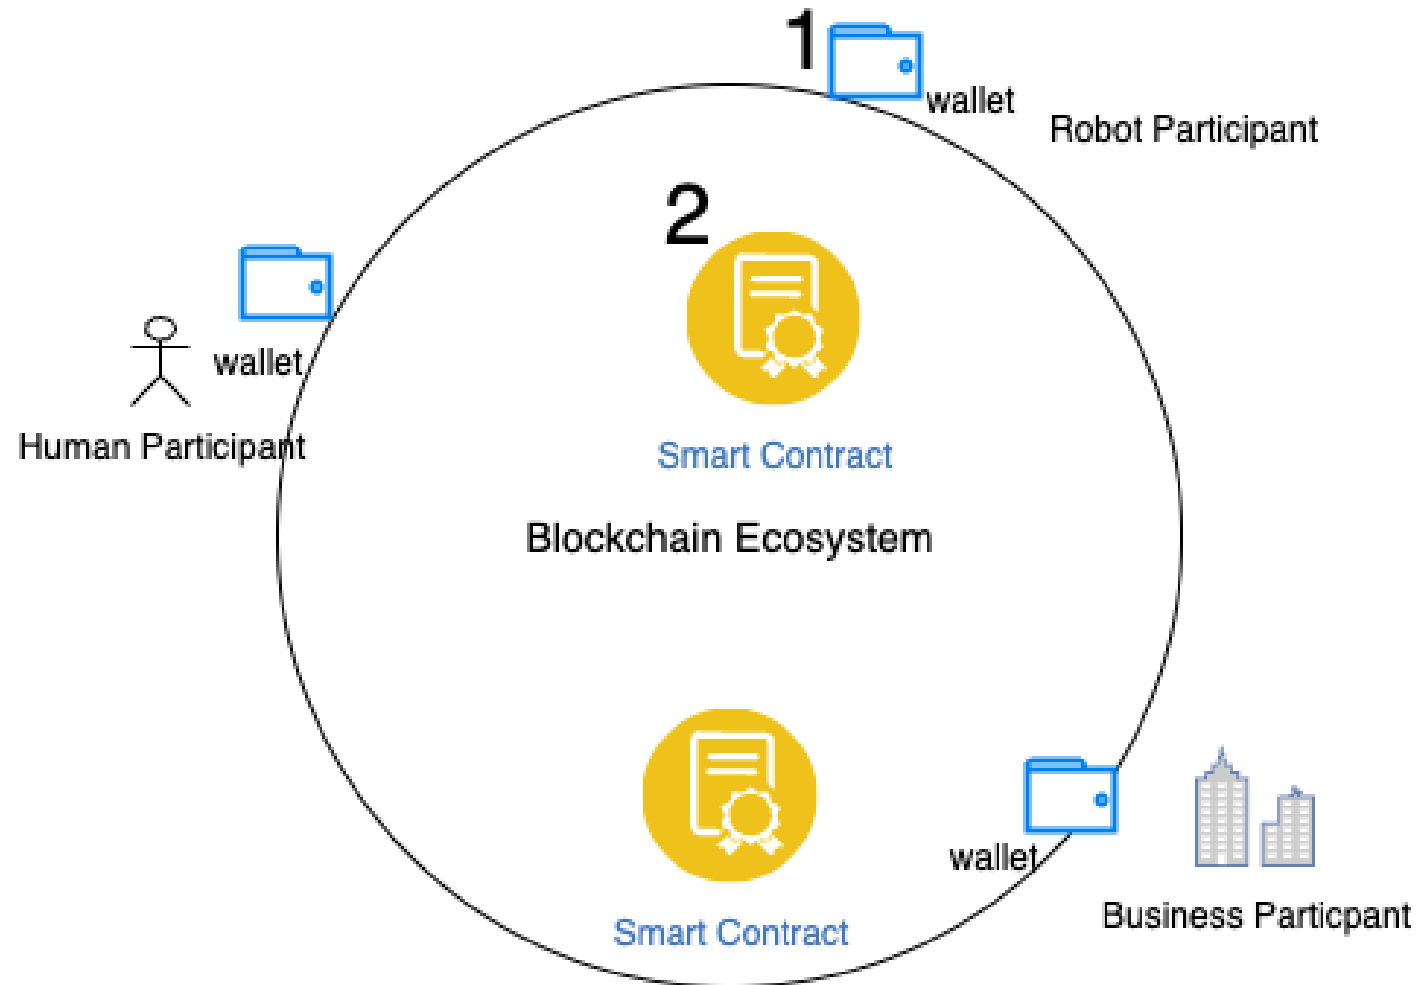 1
wallet
Robot Participant
2
wallet
Human Participant
Smart Contract
Blockchain Ecosystem
wallet
Business Particpant
Smart Contract